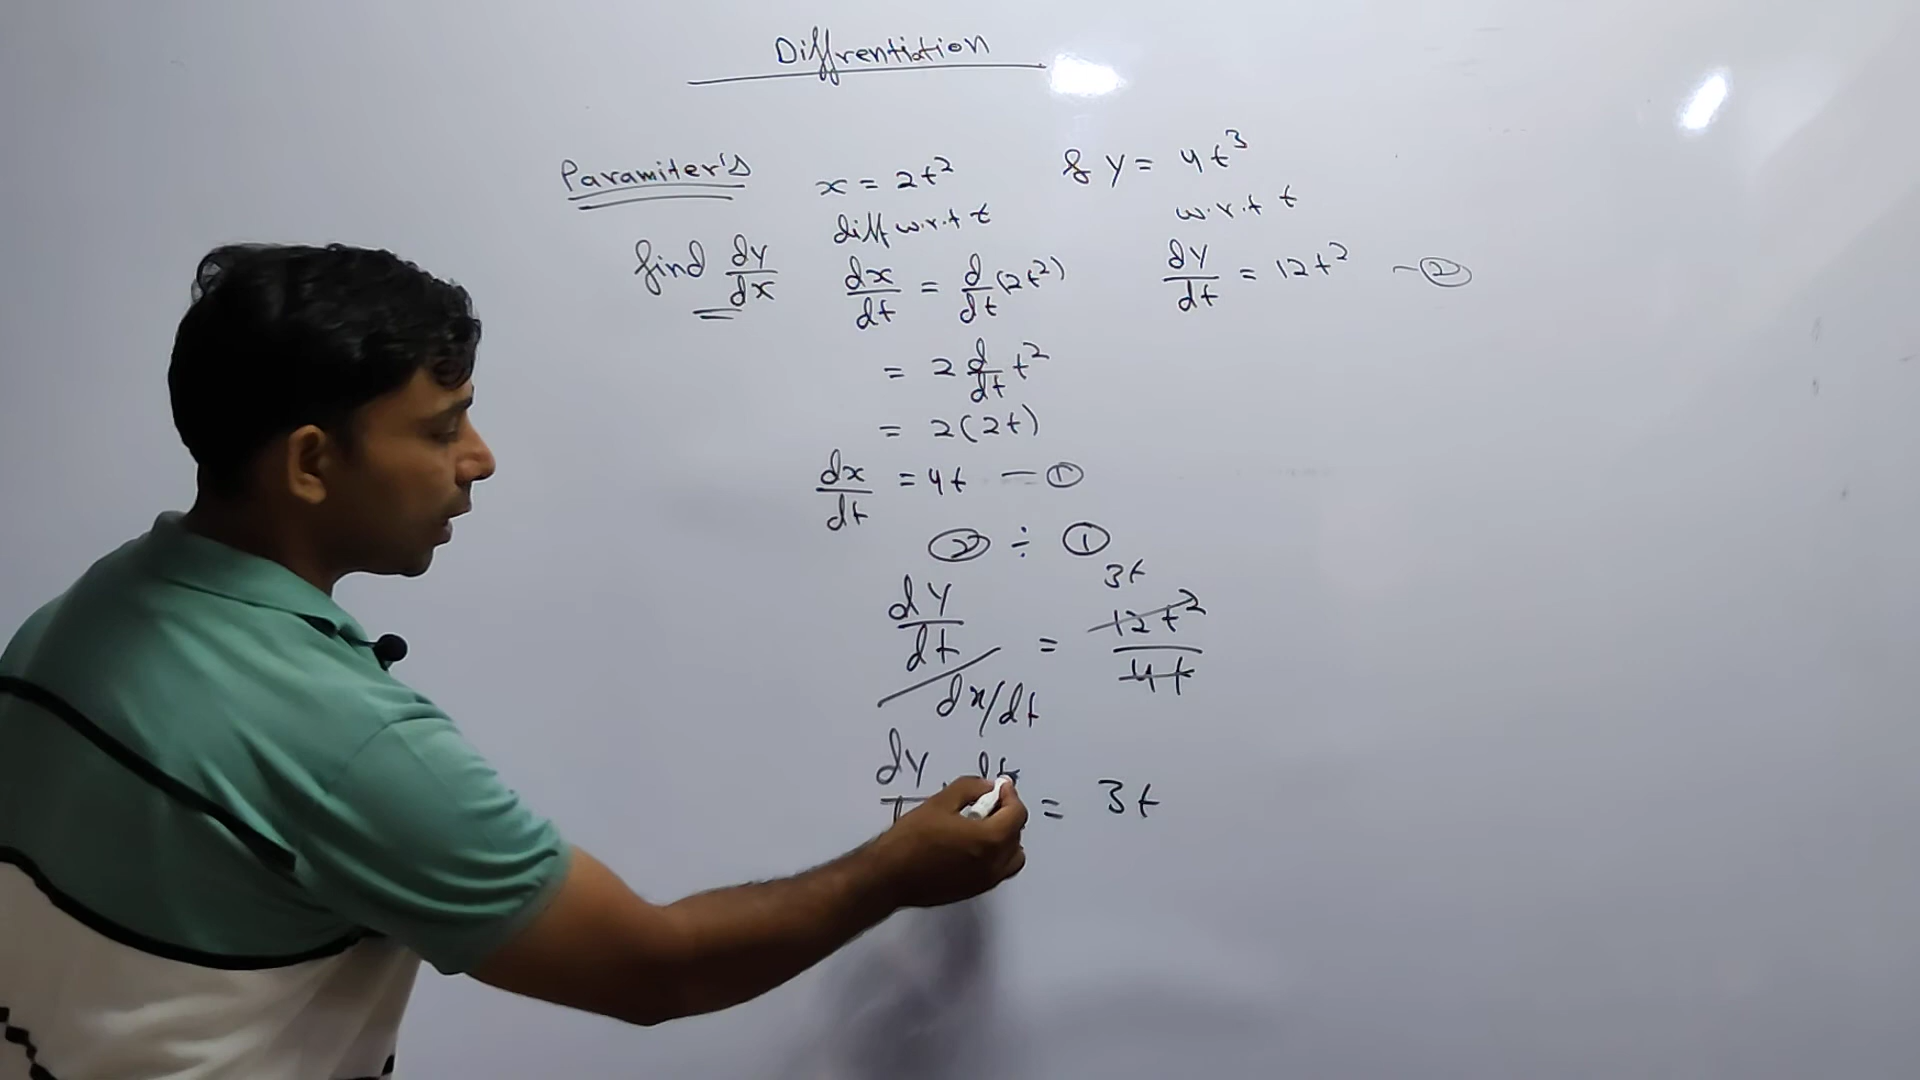 Diffrentiation
Paramiter's x = 2t² & y = 4t³
diff w.r.t t w.r.t t
find dy/dx dx/dt = d/dt (2t²) dy/dt = 12t² - ②
= 2 d/dt t²
= 2(2t)
dx/dt = 4t - ①
② ÷ ①
3t
dy/dt / dx/dt = 12t²/4t
dy = 3t